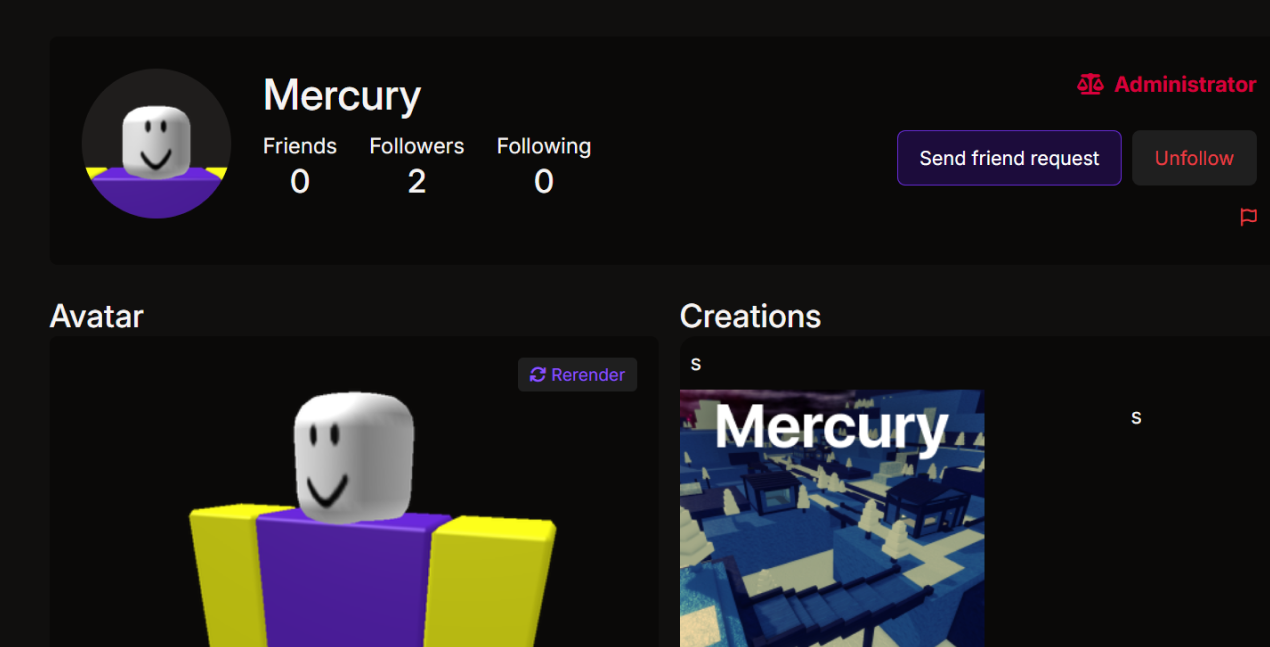 Mercury
Administrator
Friends Followers Following
0 2 0
Send friend request Unfollow
Avatar
Creations
Rerender
s
Mercury
s